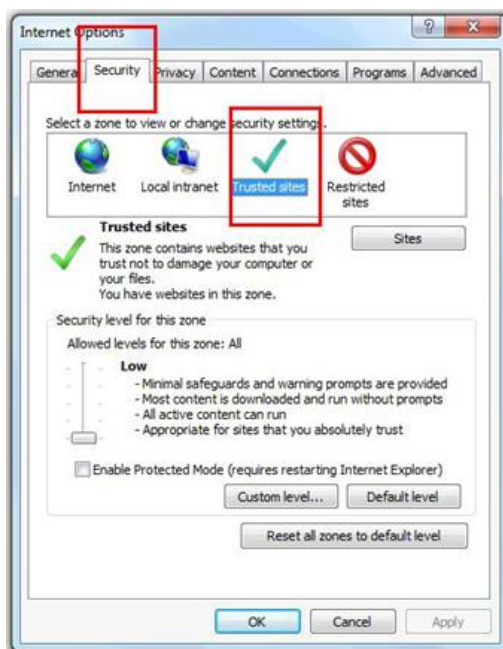 Internet Options
General Security Privacy Content Connections Programs Advanced
Select a zone to view or change security settings.
Internet Local intranet Trusted sites Restricted sites
Trusted sites
Sites
This zone contains websites that you
trust not to damage your computer or
your files.
You have websites in this zone.
Security level for this zone
Allowed levels for this zone: All
Low
- Minimal safeguards and warning prompts are provided
- Most content is downloaded and run without prompts
- All active content can run
- Appropriate for sites that you absolutely trust
Enable Protected Mode (requires restarting Internet Explorer)
Custom level... Default level
Reset all zones to default level
OK Cancel Apply